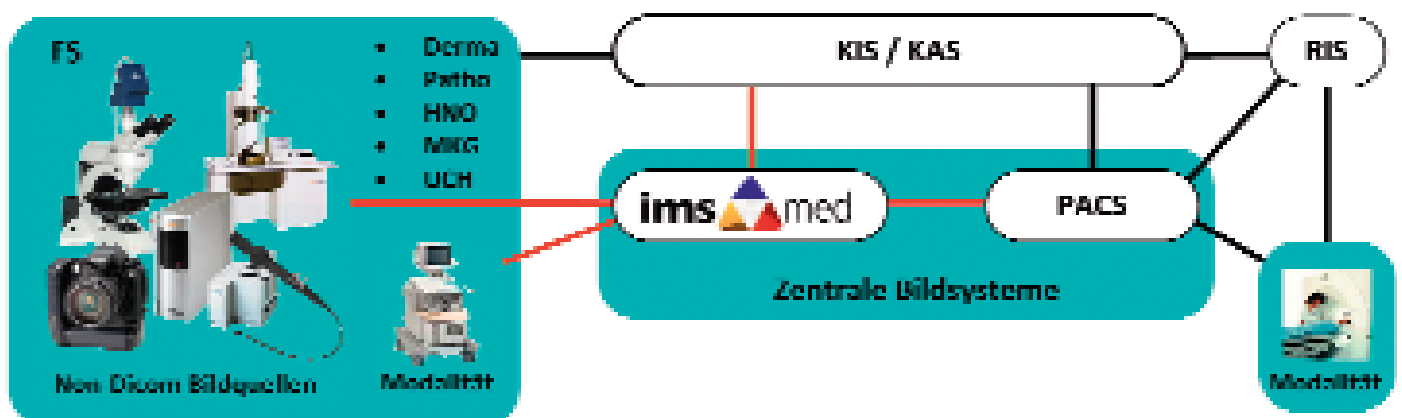 FS
• Derma
• Patho
• HNO
• MKG
• UCH
Non Dicom Bildquellen
Modalität
KIS / KAS
RIS
ims med
PACS
Zentrale Bildsysteme
Modalität